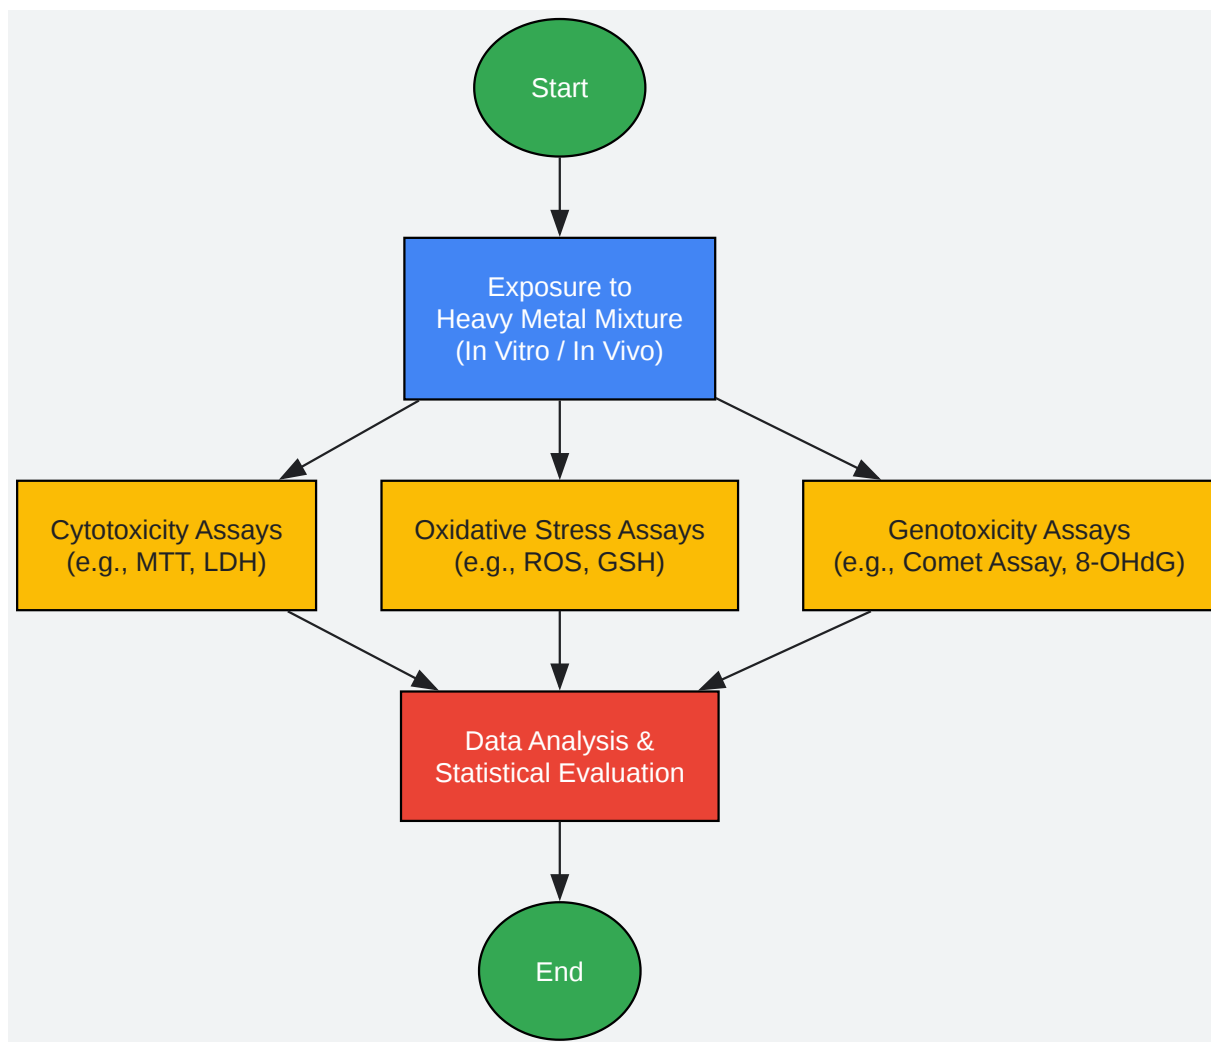 Start
Exposure to
Heavy Metal Mixture
(In Vitro / In Vivo)
Cytotoxicity Assays
(e.g., MTT, LDH)
Oxidative Stress Assays
(e.g., ROS, GSH)
Genotoxicity Assays
(e.g., Comet Assay, 8-OHdG)
Data Analysis &
Statistical Evaluation
End